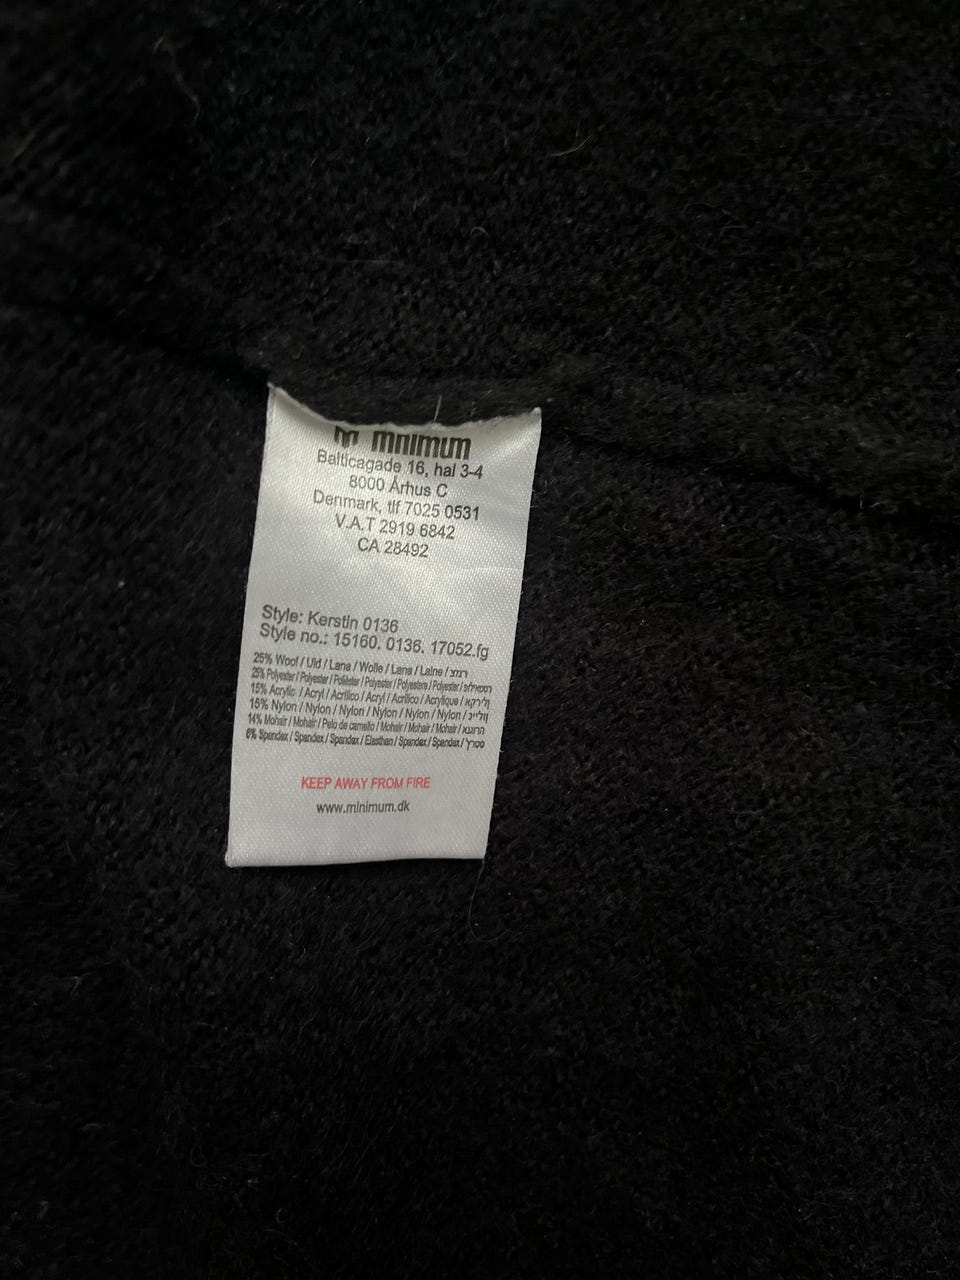 minimum
Balticagade 16, hal 3-4
8000 Århus C
Denmark, tlf 7025 0531
V.A.T 2919 6842
CA 28492
Style: Kerstin 0136
Style no.: 15160. 0136. 17052.fg
25% Wool / Uld / Lana / Wolle / Lana / Laine / צמר
25% Polyester / Polyester / Poliéster / Polyester / Polyestere / Polyester / פוליאסטר
15% Acrylic / Acryl / Acrílico / Acryl / Acrilico / Acrylique / אקרילן
15% Nylon / Nylon / Nylon / Nylon / Nylon / Nylon / ניילון
14% Mohair / Mohair / Pelo de camello / Mohair / Mohair / Mohair /
6% Spandex / Spandex / Spandex / Elasthan / Spandex / Spandex /
KEEP AWAY FROM FIRE
www.minimum.dk